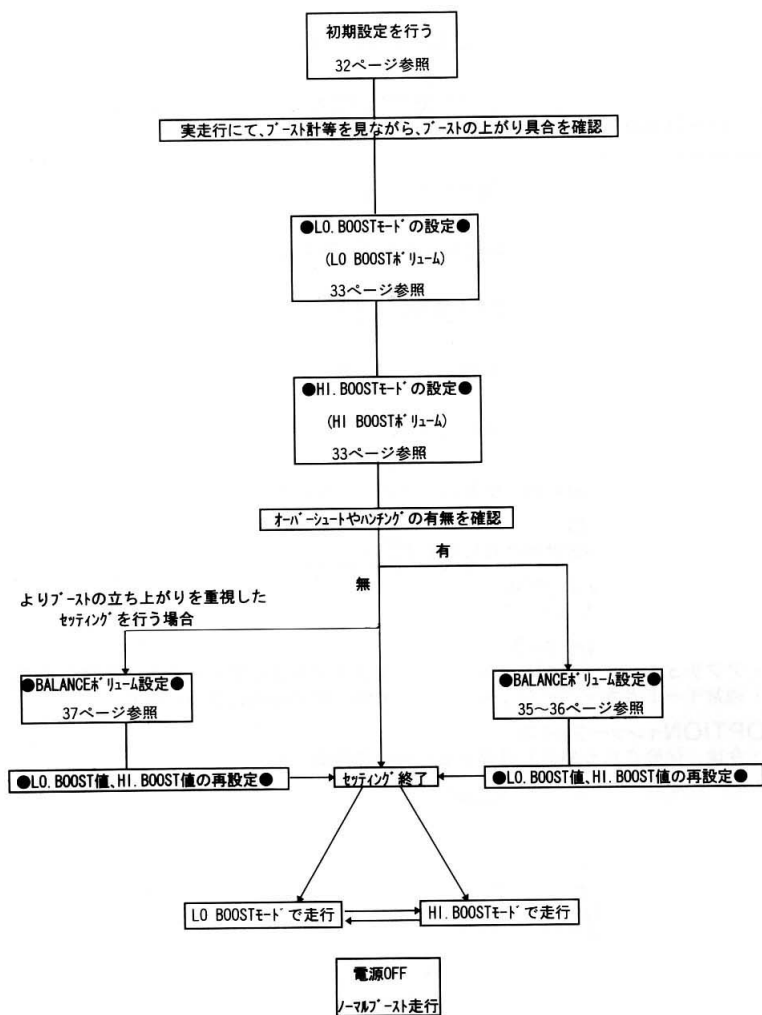 初期設定を行う
32ページ参照
実走行にて、ﾌﾞｰｽﾄ計等を見ながら、ﾌﾞｰｽﾄの上がり具合を確認
●LO.BOOSTﾓｰﾄﾞの設定●
(LO BOOSTﾎﾞﾘｭｰﾑ)
33ページ参照
●HI.BOOSTﾓｰﾄﾞの設定●
(HI BOOSTﾎﾞﾘｭｰﾑ)
33ページ参照
ｵｰﾊﾞｰｼｭｰﾄやﾊﾝﾁﾝｸﾞの有無を確認
有
無
よりﾌﾞｰｽﾄの立ち上がりを重視した
ｾｯﾃｨﾝｸﾞを行う場合
●BALANCEﾎﾞﾘｭｰﾑ設定●
37ページ参照
●BALANCEﾎﾞﾘｭｰﾑ設定●
35〜36ページ参照
●LO.BOOST値、HI.BOOST値の再設定●
ｾｯﾃｨﾝｸﾞ終了
●LO.BOOST値、HI.BOOST値の再設定●
LO BOOSTﾓｰﾄﾞで走行
HI.BOOSTﾓｰﾄﾞで走行
電源OFF
ﾉｰﾏﾙﾌﾞｰｽﾄ走行